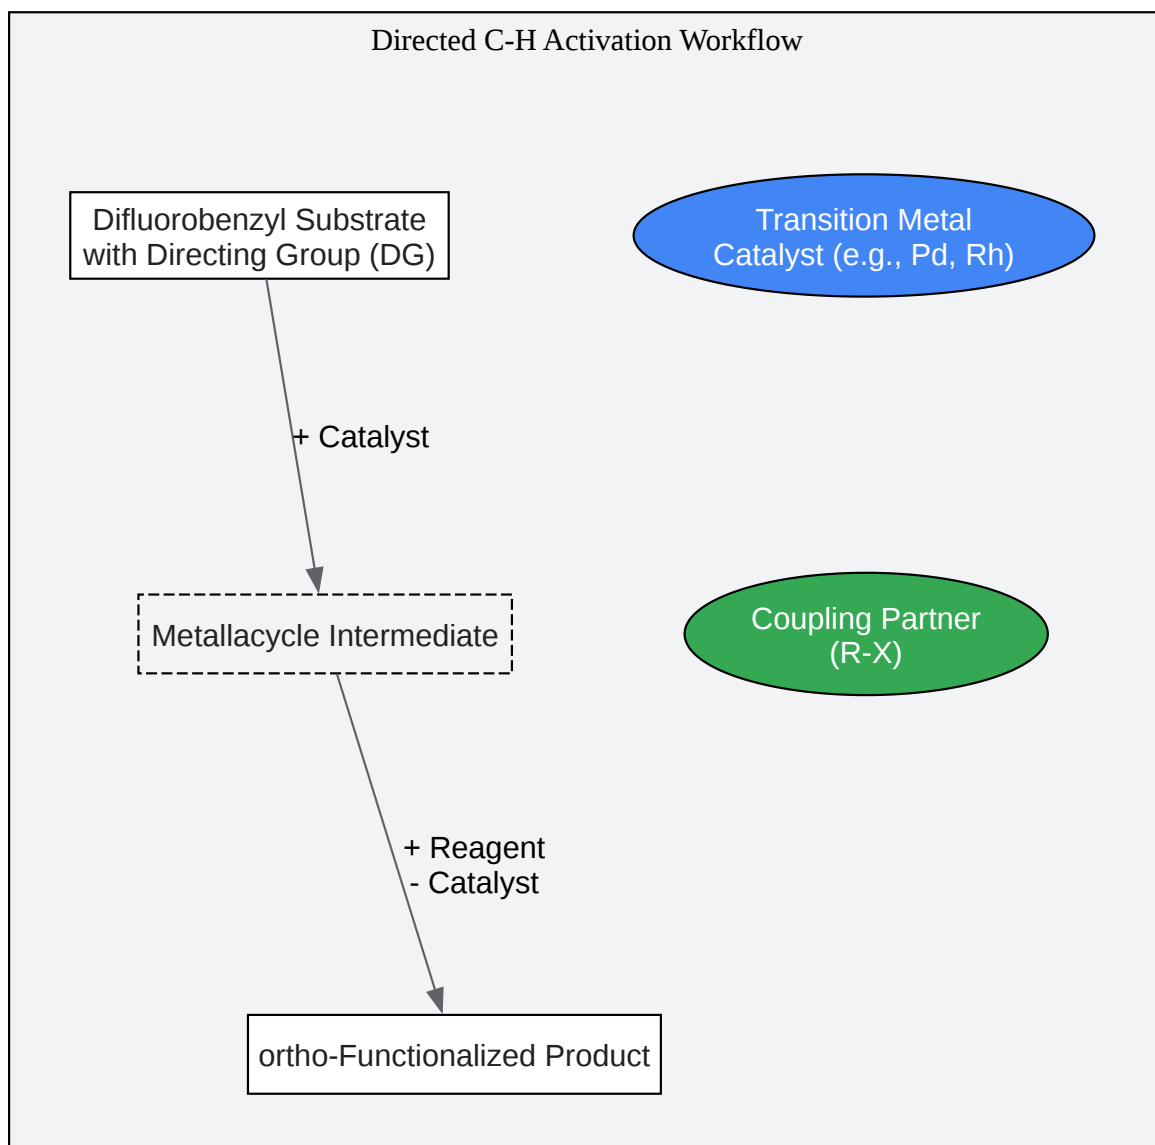 Directed C-H Activation Workflow
Difluorobenzyl Substrate
with Directing Group (DG)
Transition Metal
Catalyst (e.g., Pd, Rh)
+ Catalyst
Metallacycle Intermediate
Coupling Partner
(R-X)
+ Reagent
- Catalyst
ortho-Functionalized Product